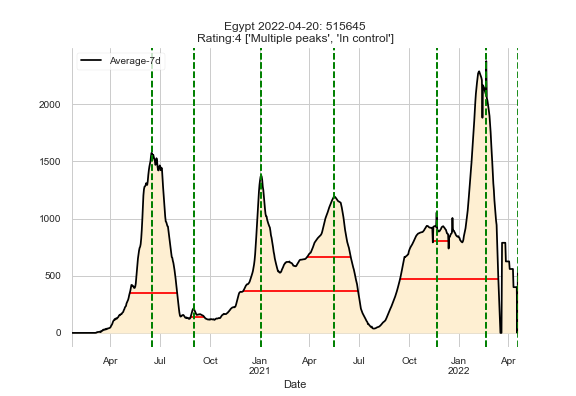 Egypt 2022-04-20: 515645
Rating:4 ['Multiple peaks', 'In control']
Average-7d
2000
1500
1000
500
0
Apr Jul Oct Jan Apr Jul Oct Jan Apr
2021 2022
Date